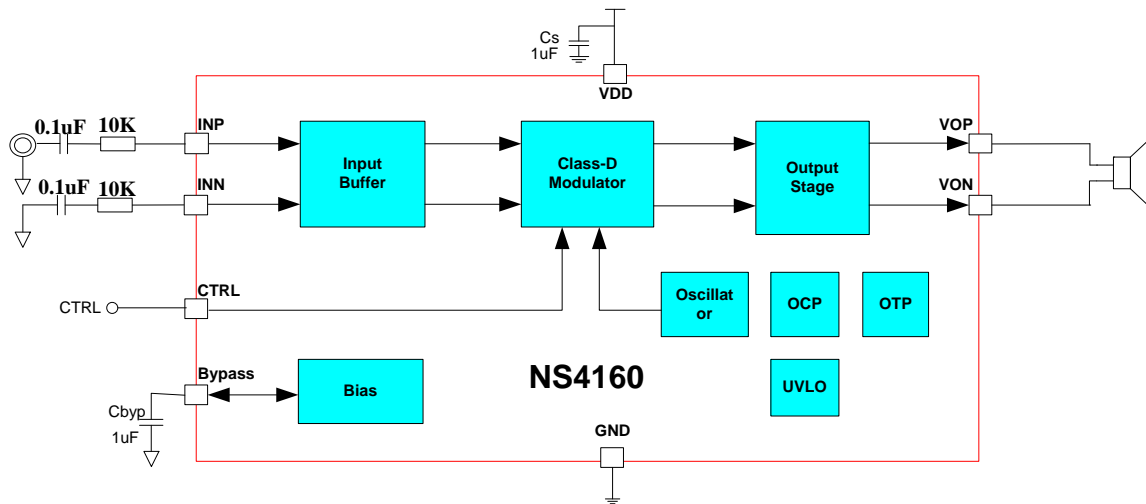 Cs
1uF
VDD
0.1uF
10K
INP
Input
Buffer
Class-D
Modulator
Output
Stage
VOP
0.1uF
10K
INN
VON
CTRL
CTRL
Oscillat
or
OCP
OTP
Bypass
Bias
NS4160
UVLO
Cbyp
1uF
GND